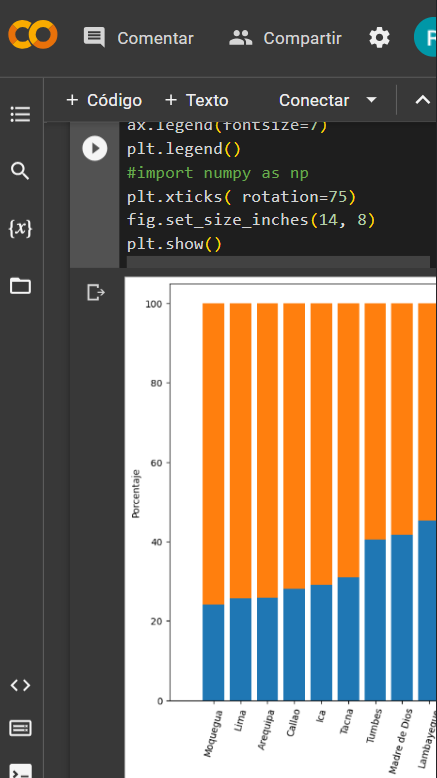 Comentar
Compartir
F
+ Código + Texto
Conectar
ax.legend(fontsize=7)
plt.legend()
#import numpy as np
plt.xticks( rotation=75)
fig.set_size_inches(14, 8)
plt.show()
{x}
100
80
60
40
20
0
Porcentaje
Moquegua
Lima
Arequipa
Callao
Ica
Tacna
Tumbes
Madre de Dios
Lambayeque